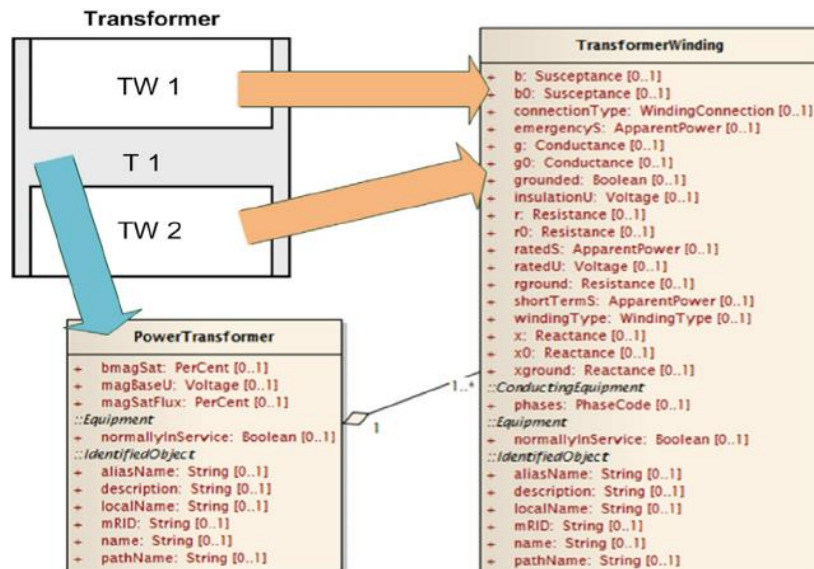 Transformer
TW 1
T 1
TW 2
PowerTransformer
+ bmagSat: PerCent [0..1]
+ magBaseU: Voltage [0..1]
+ magSatFlux: PerCent [0..1]
::Equipment
+ normallyInService: Boolean [0..1]
::IdentifiedObject
+ aliasName: String [0..1]
+ description: String [0..1]
+ localName: String [0..1]
+ mRID: String [0..1]
+ name: String [0..1]
+ pathName: String [0..1]
1
1..*
TransformerWinding
+ b: Susceptance [0..1]
+ b0: Susceptance [0..1]
+ connectionType: WindingConnection [0..1]
+ emergencyS: ApparentPower [0..1]
+ g: Conductance [0..1]
+ g0: Conductance [0..1]
+ grounded: Boolean [0..1]
+ insulationU: Voltage [0..1]
+ r: Resistance [0..1]
+ r0: Resistance [0..1]
+ ratedS: ApparentPower [0..1]
+ ratedU: Voltage [0..1]
+ rground: Resistance [0..1]
+ shortTermS: ApparentPower [0..1]
+ windingType: WindingType [0..1]
+ x: Reactance [0..1]
+ x0: Reactance [0..1]
+ xground: Reactance [0..1]
::ConductingEquipment
+ phases: PhaseCode [0..1]
::Equipment
+ normallyInService: Boolean [0..1]
::IdentifiedObject
+ aliasName: String [0..1]
+ description: String [0..1]
+ localName: String [0..1]
+ mRID: String [0..1]
+ name: String [0..1]
+ pathName: String [0..1]